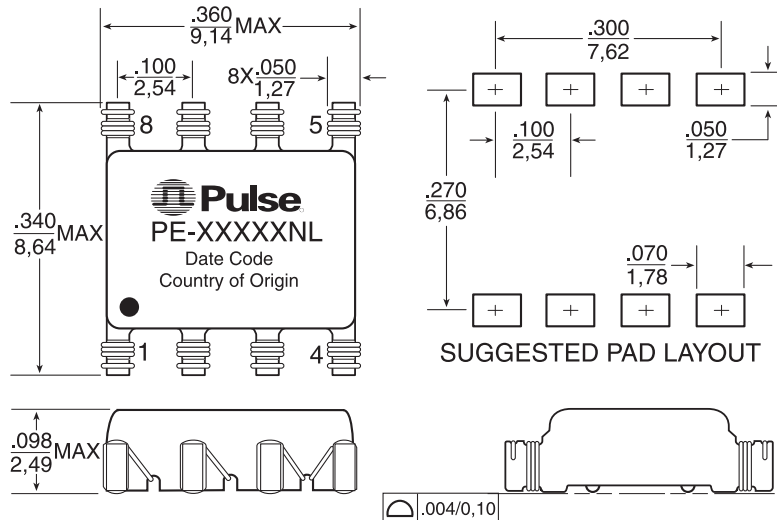 .360
9,14 MAX
.100
2,54
8X .050
1,27
8
5
.340
8,64 MAX
Pulse
PE-XXXXXNL
Date Code
Country of Origin
1
4
.098
2,49 MAX
.300
7,62
.100
2,54
.050
1,27
.270
6,86
.070
1,78
SUGGESTED PAD LAYOUT
.004/0,10